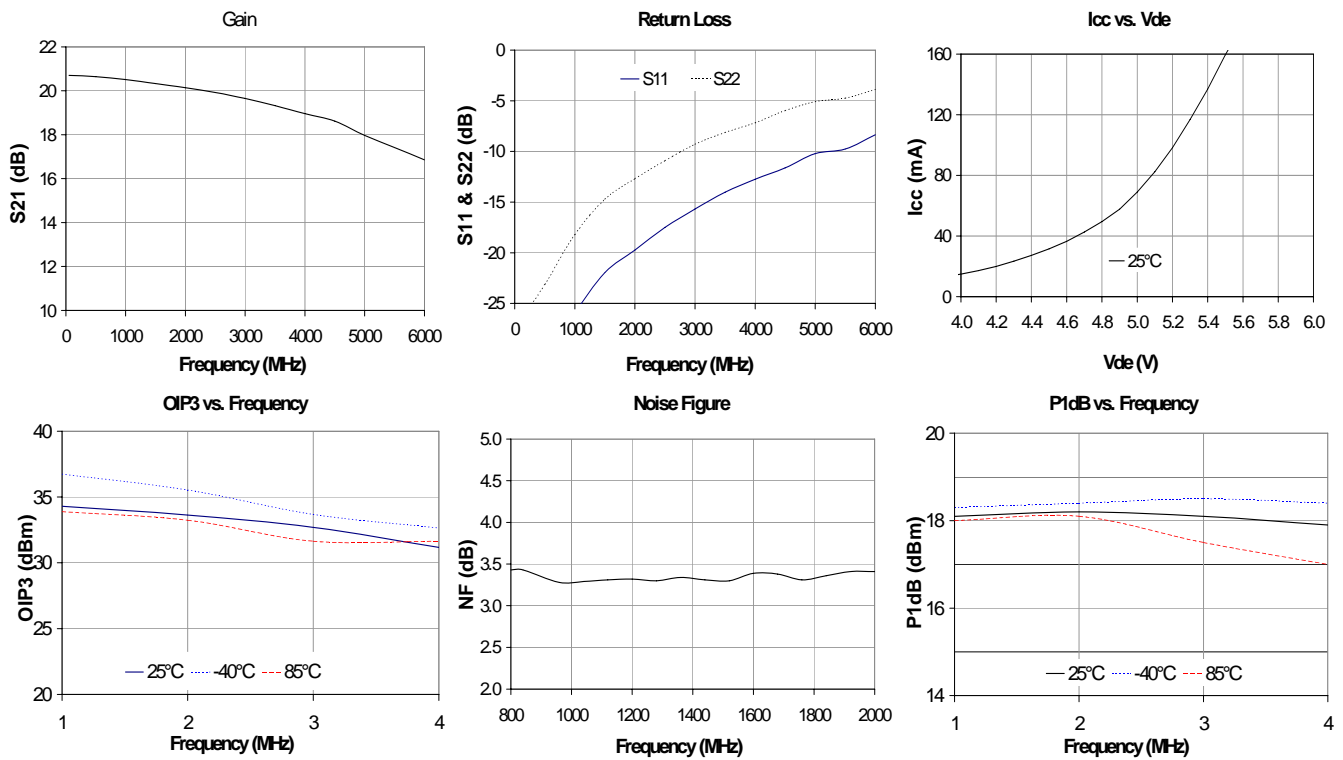 Gain
22
20
18
16
14
12
10
S21 (dB)
0 1000 2000 3000 4000 5000 6000
Frequency (MHz)
Return Loss
0
-5
-10
-15
-20
-25
S11 & S22 (dB)
S11 S22
0 1000 2000 3000 4000 5000 6000
Frequency (MHz)
Icc vs. Vde
160
120
80
40
0
Icc (mA)
25°C
4.0 4.2 4.4 4.6 4.8 5.0 5.2 5.4 5.6 5.8 6.0
Vde (V)
OIP3 vs. Frequency
40
35
30
25
20
OIP3 (dBm)
25°C -40°C 85°C
1 2 3 4
Frequency (MHz)
Noise Figure
5.0
4.5
4.0
3.5
3.0
2.5
2.0
NF (dB)
800 1000 1200 1400 1600 1800 2000
Frequency (MHz)
P1dB vs. Frequency
20
18
16
14
P1dB (dBm)
25°C -40°C 85°C
1 2 3 4
Frequency (MHz)